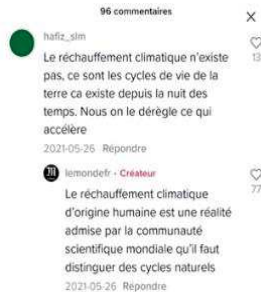 96 commentaires
hafiz_slm
Le réchauffement climatique n'existe
13
pas, ce sont les cycles de vie de la
terre ca existe depuis la nuit des
temps. Nous on le dérègle ce qui
accélère
2021-05-26 Répondre
lemondefr - Créateur
Le réchauffement climatique
77
d'origine humaine est une réalité
admise par la communauté
scientifique mondiale qu'il faut
distinguer des cycles naturels
2021-05-26 Répondre